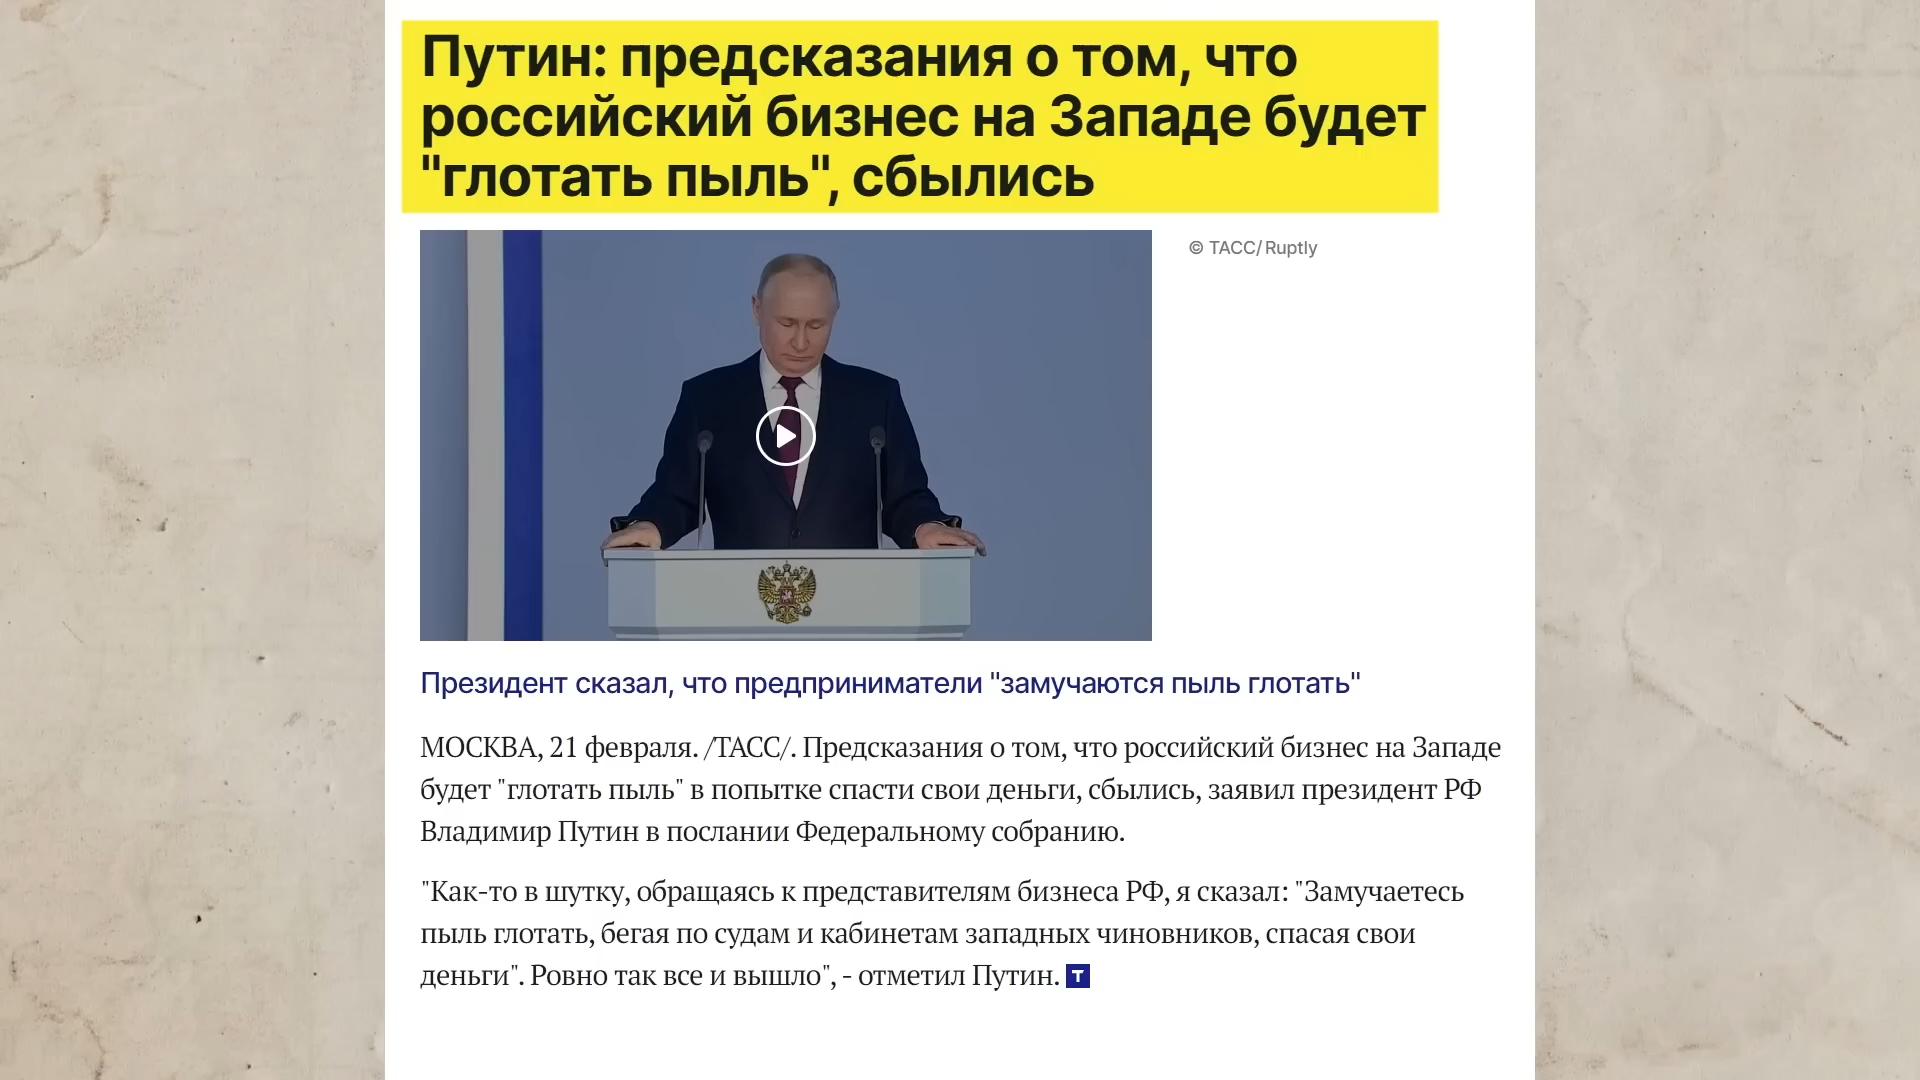 Путин: предсказания о том, что
российский бизнес на Западе будет
"глотать пыль", сбылись
© ТАСС/ Ruptly
Президент сказал, что предприниматели "замучаются пыль глотать"
МОСКВА, 21 февраля. /ТАСС/. Предсказания о том, что российский бизнес на Западе
будет "глотать пыль" в попытке спасти свои деньги, сбылись, заявил президент РФ
Владимир Путин в послании Федеральному собранию.
"Как-то в шутку, обращаясь к представителям бизнеса РФ, я сказал: "Замучаетесь
пыль глотать, бегая по судам и кабинетам западных чиновников, спасая свои
деньги". Ровно так все и вышло", - отметил Путин. Т